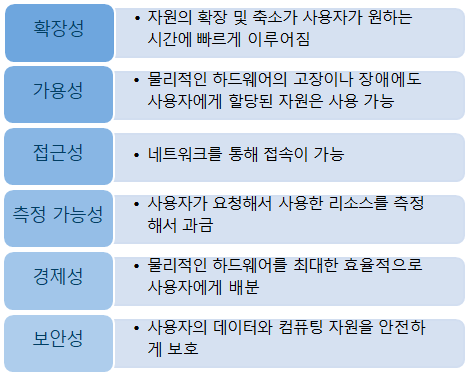 확장성
• 자원의 확장 및 축소가 사용자가 원하는
시간에 빠르게 이루어짐
가용성
• 물리적인 하드웨어의 고장이나 장애에도
사용자에게 할당된 자원은 사용 가능
접근성
• 네트워크를 통해 접속이 가능
측정 가능성
• 사용자가 요청해서 사용한 리소스를 측정
해서 과금
경제성
• 물리적인 하드웨어를 최대한 효율적으로
사용자에게 배분
보안성
• 사용자의 데이터와 컴퓨팅 자원을 안전하
게 보호